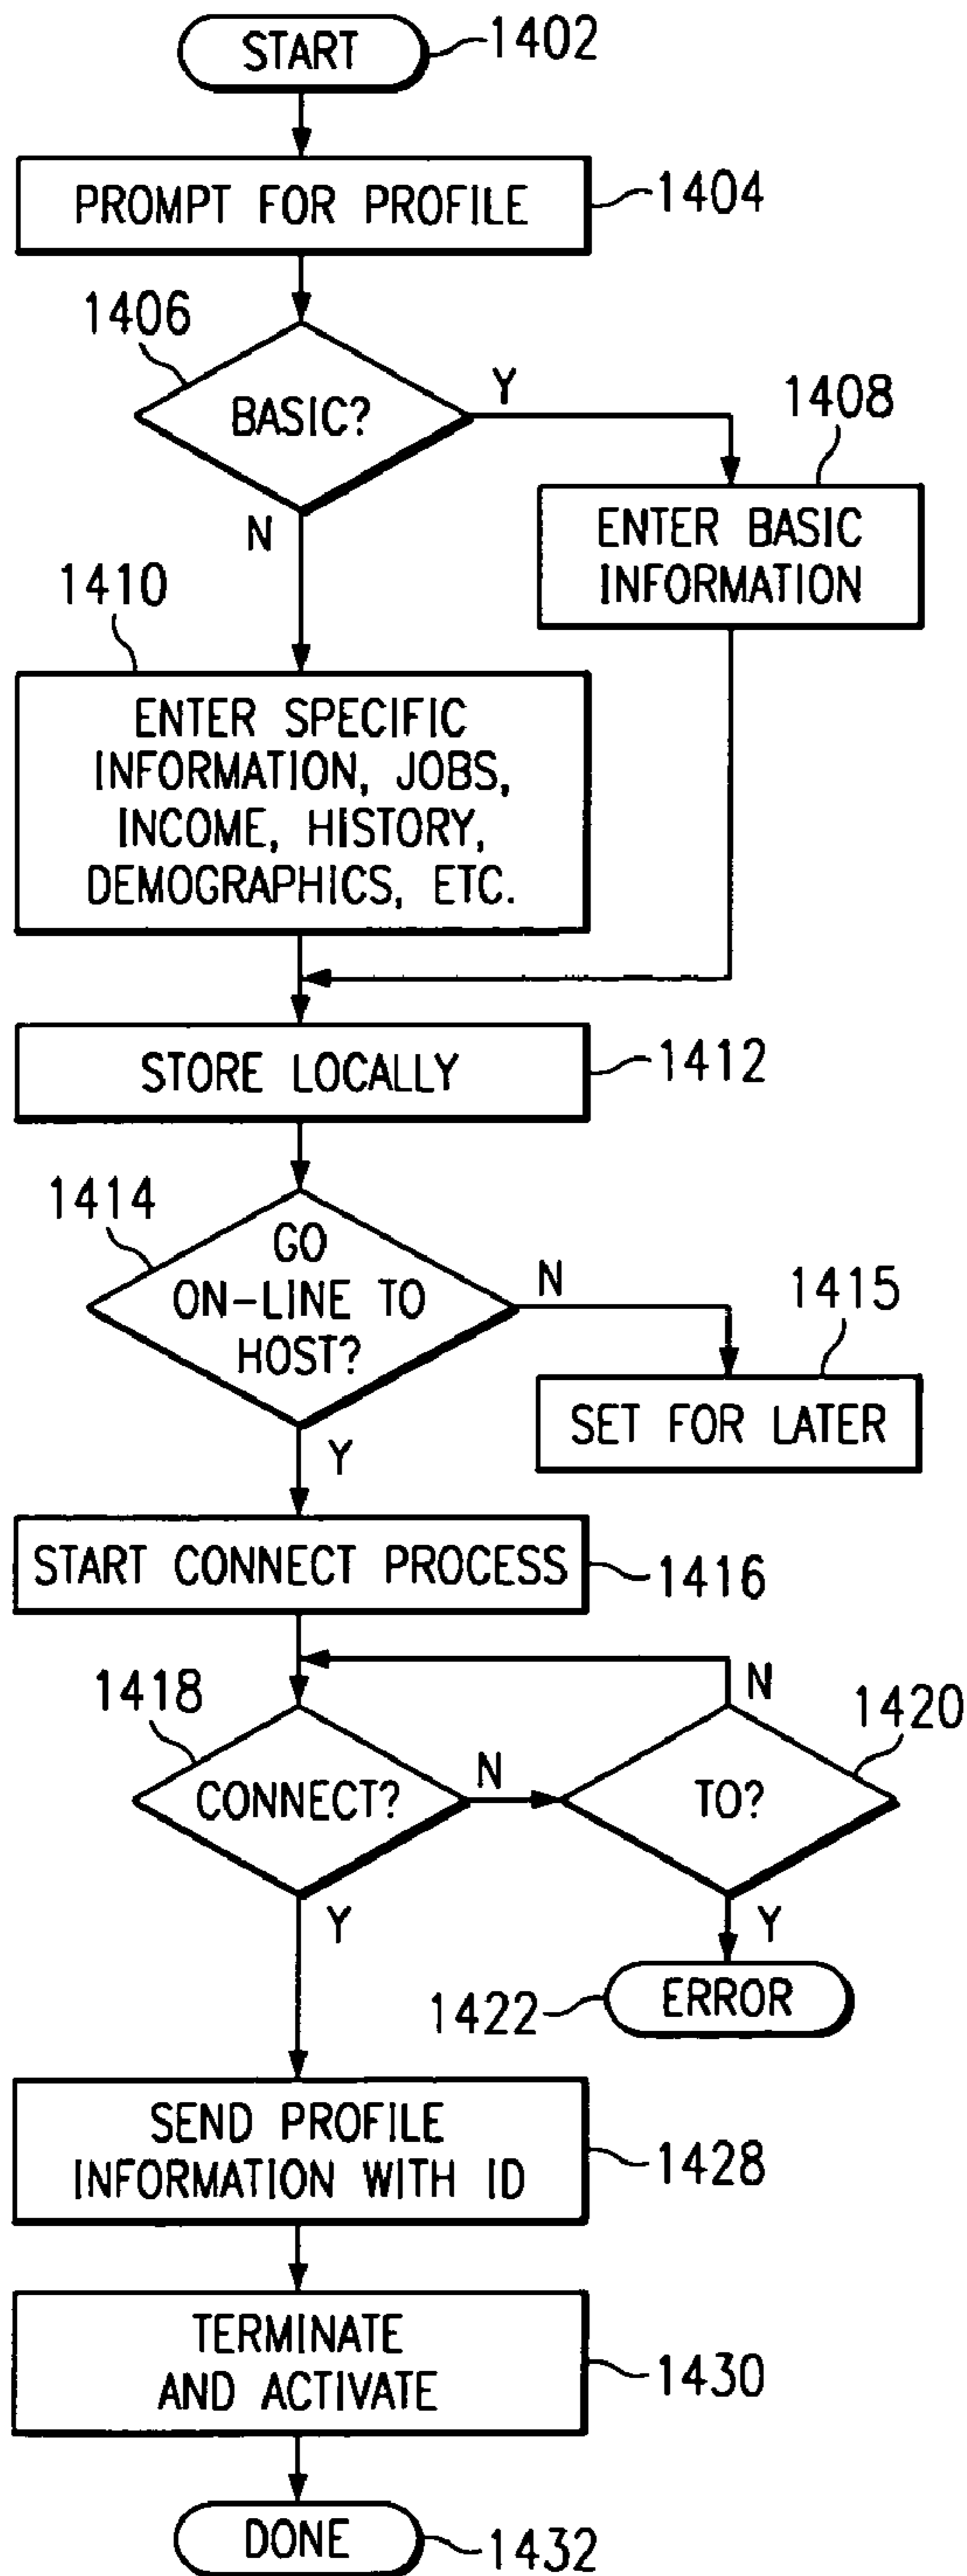 START
1402
PROMPT FOR PROFILE
1404
1406
BASIC?
Y
N
1408
ENTER BASIC
INFORMATION
1410
ENTER SPECIFIC
INFORMATION, JOBS,
INCOME, HISTORY,
DEMOGRAPHICS, ETC.
STORE LOCALLY
1412
1414
GO
ON-LINE TO
HOST?
N
Y
1415
SET FOR LATER
START CONNECT PROCESS
1416
1418
CONNECT?
N
Y
N
1420
TO?
Y
1422
ERROR
SEND PROFILE
INFORMATION WITH ID
1428
TERMINATE
AND ACTIVATE
1430
DONE
1432